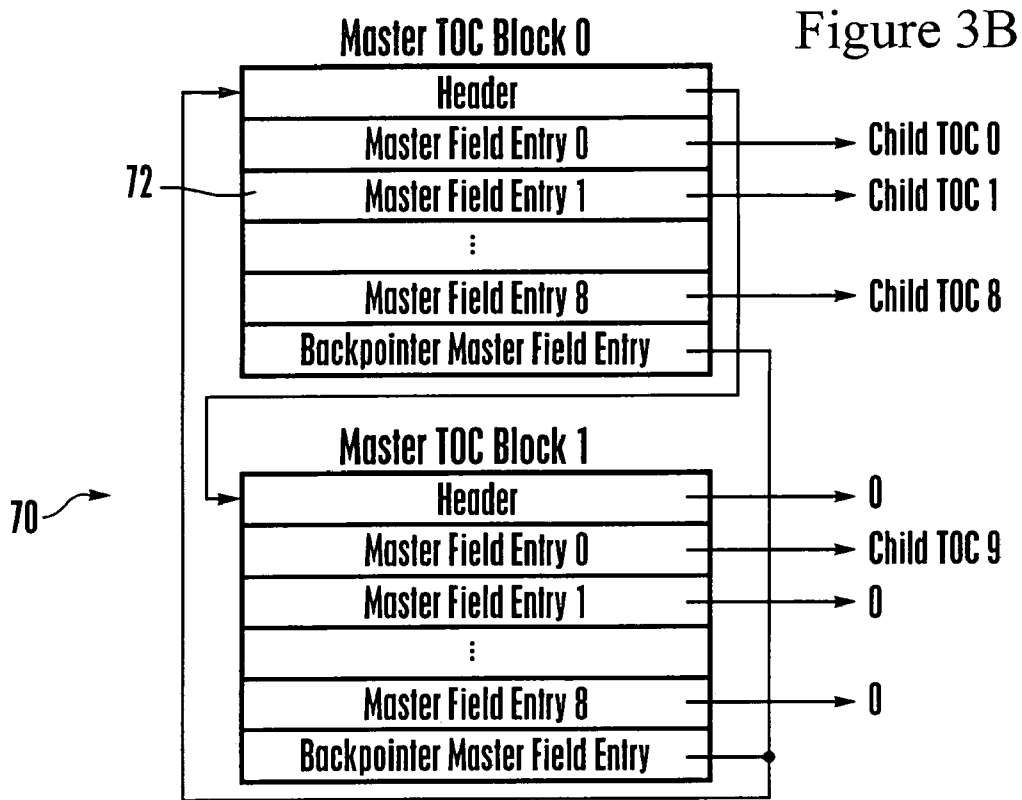 Figure 3B
Master TOC Block 0
Header
Master Field Entry 0
Child TOC 0
72
Master Field Entry 1
Child TOC 1
⋮
Master Field Entry 8
Child TOC 8
Backpointer Master Field Entry
Master TOC Block 1
70
Header
0
Master Field Entry 0
Child TOC 9
Master Field Entry 1
0
⋮
Master Field Entry 8
0
Backpointer Master Field Entry